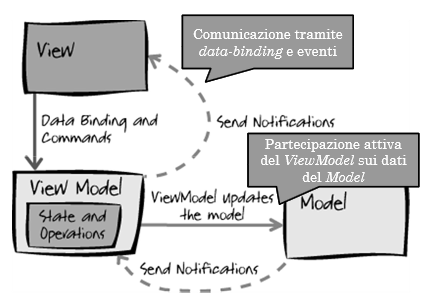 View
Comunicazione tramite
data-binding e eventi
Data Binding and
Commands
Send Notifications
Partecipazione attiva
del ViewModel sui dati
del Model
View Model
State and
Operations
ViewModel updates
the model
Model
Send Notifications